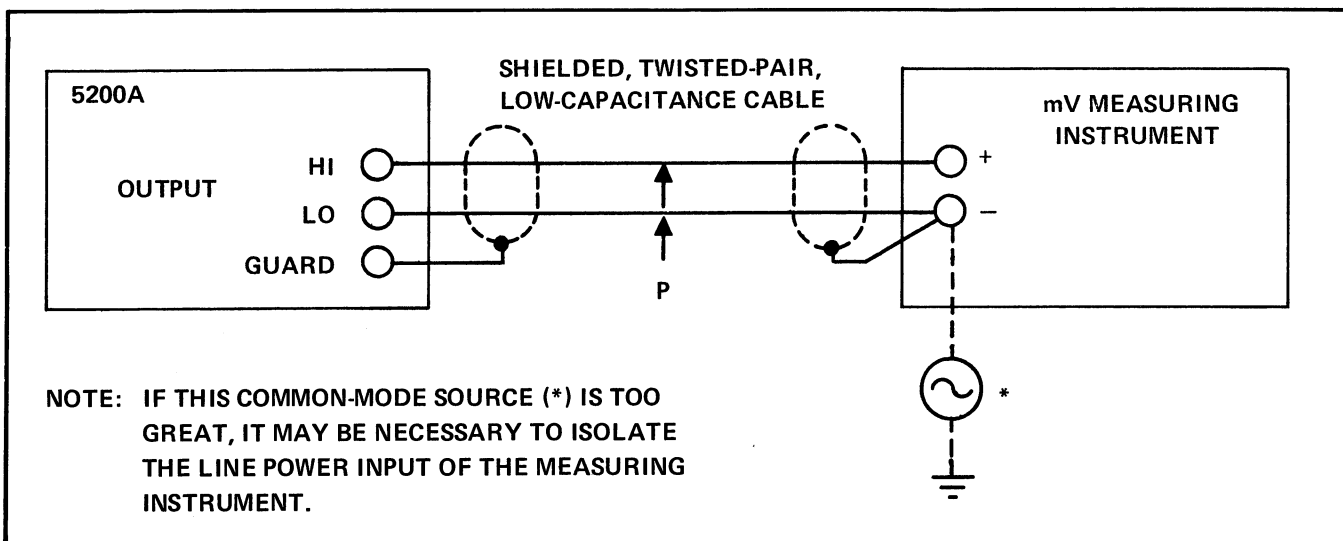 5200A
OUTPUT
HI
LO
GUARD
SHIELDED, TWISTED-PAIR,
LOW-CAPACITANCE CABLE
P
mV MEASURING
INSTRUMENT
+
−
*
NOTE: IF THIS COMMON-MODE SOURCE (*) IS TOO
GREAT, IT MAY BE NECESSARY TO ISOLATE
THE LINE POWER INPUT OF THE MEASURING
INSTRUMENT.